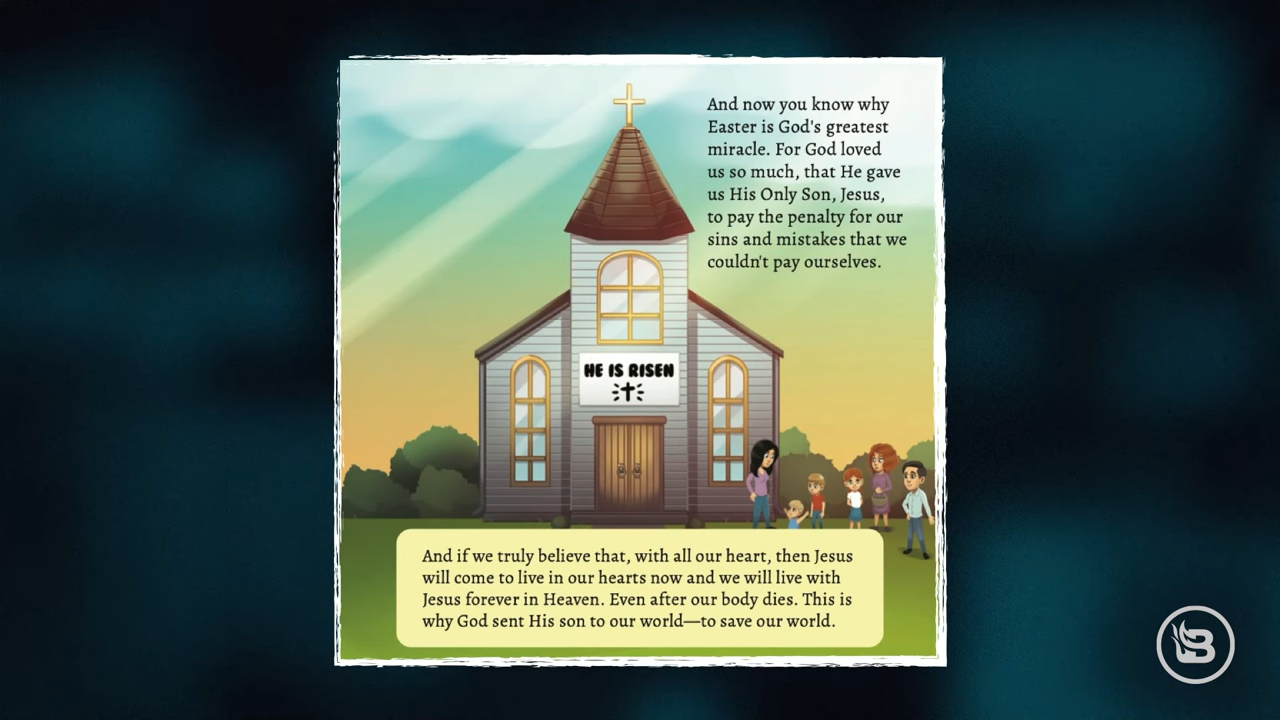 And now you know why
Easter is God's greatest
miracle. For God loved
us so much, that He gave
us His Only Son, Jesus,
to pay the penalty for our
sins and mistakes that we
couldn't pay ourselves.
HE IS RISEN
And if we truly believe that, with all our heart, then Jesus
will come to live in our hearts now and we will live with
Jesus forever in Heaven. Even after our body dies. This is
why God sent His son to our world—to save our world.
B